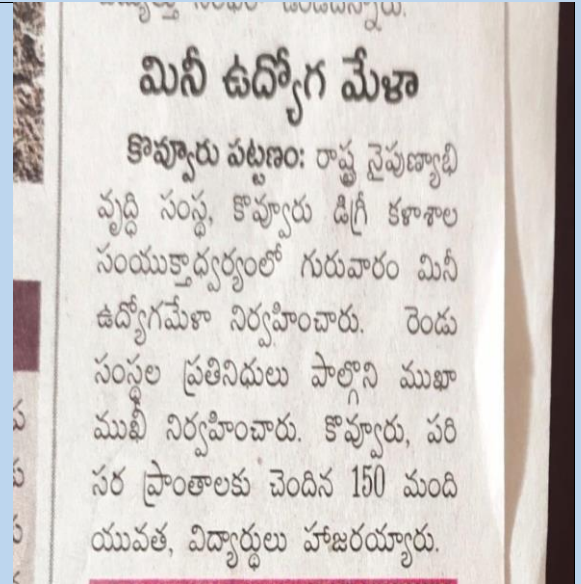 మినీ ఉద్యోగ మేళా
కొవ్వూరు పట్టణం: రాష్ట్ర నైపుణ్యాభి
వృద్ధి సంస్థ, కొవ్వూరు డిగ్రీ కళాశాల
సంయుక్తాధ్వర్యంలో గురువారం మినీ
ఉద్యోగమేళా నిర్వహించారు. రెండు
సంస్థల ప్రతినిధులు పాల్గొని ముఖా
ముఖీ నిర్వహించారు. కొవ్వూరు, పరి
సర ప్రాంతాలకు చెందిన 150 మంది
యువత, విద్యార్థులు హాజరయ్యారు.